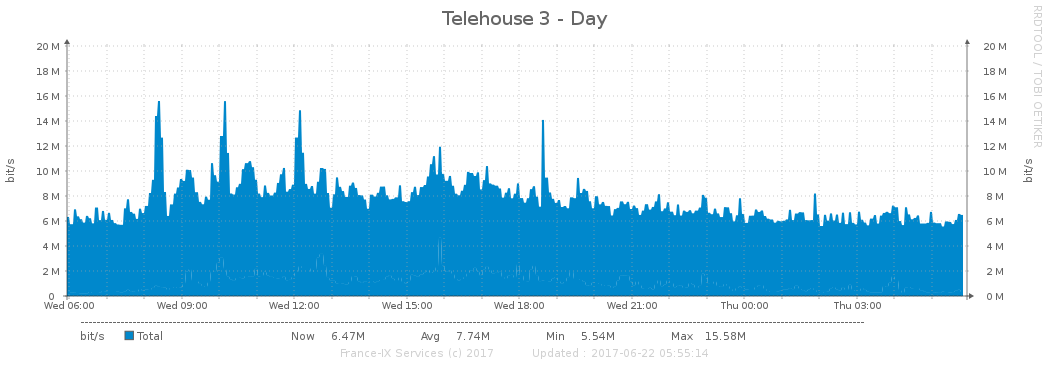 Telehouse 3 - Day
RRDTOOL / TOBI OETIKER
bit/s
bit/s
20 M 20 M
18 M 18 M
16 M 16 M
14 M 14 M
12 M 12 M
10 M 10 M
8 M 8 M
6 M 6 M
4 M 4 M
2 M 2 M
0 0 M
Wed 06:00 Wed 09:00 Wed 12:00 Wed 15:00 Wed 18:00 Wed 21:00 Thu 00:00 Thu 03:00
bit/s Total Now 6.47M Avg 7.74M Min 5.54M Max 15.58M
France-IX Services (c) 2017 Updated : 2017-06-22 05:55:14